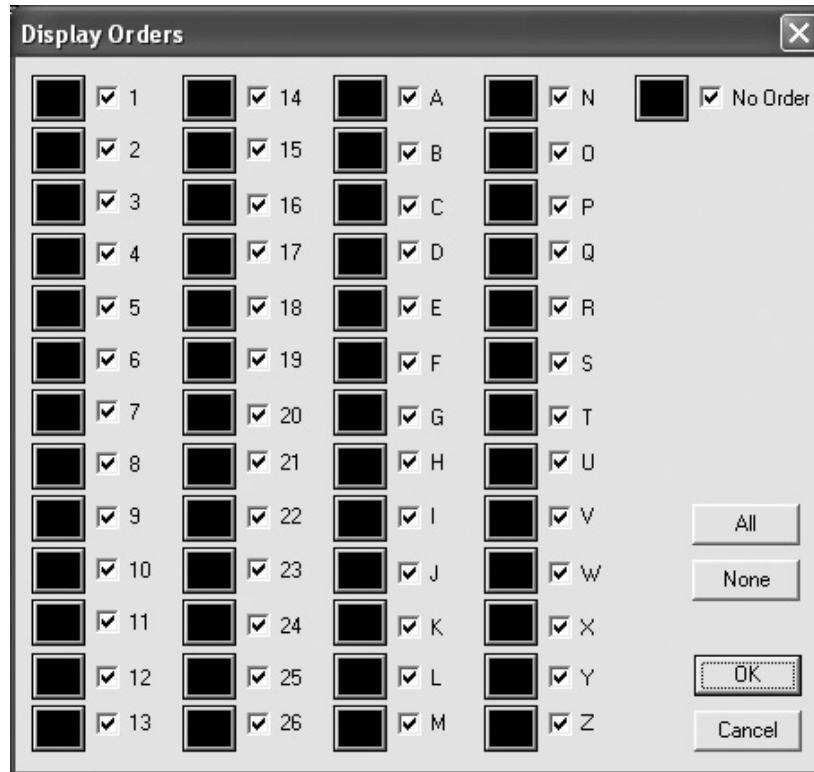 Display Orders
1 14 A N No Order
2 15 B O
3 16 C P
4 17 D Q
5 18 E R
6 19 F S
7 20 G T
8 21 H U
9 22 I V
All
10 23 J W
None
11 24 K X
12 25 L Y
OK
13 26 M Z
Cancel